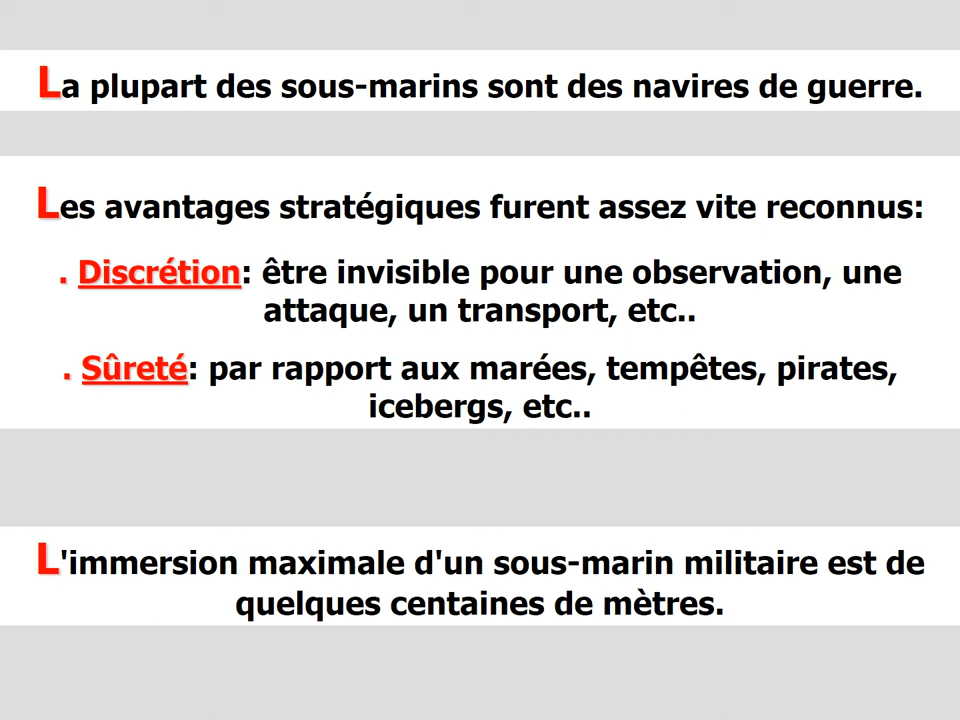 La plupart des sous-marins sont des navires de guerre.
Les avantages stratégiques furent assez vite reconnus:
. Discrétion: être invisible pour une observation, une
attaque, un transport, etc..
. Sûreté: par rapport aux marées, tempêtes, pirates,
icebergs, etc..
L'immersion maximale d'un sous-marin militaire est de
quelques centaines de mètres.